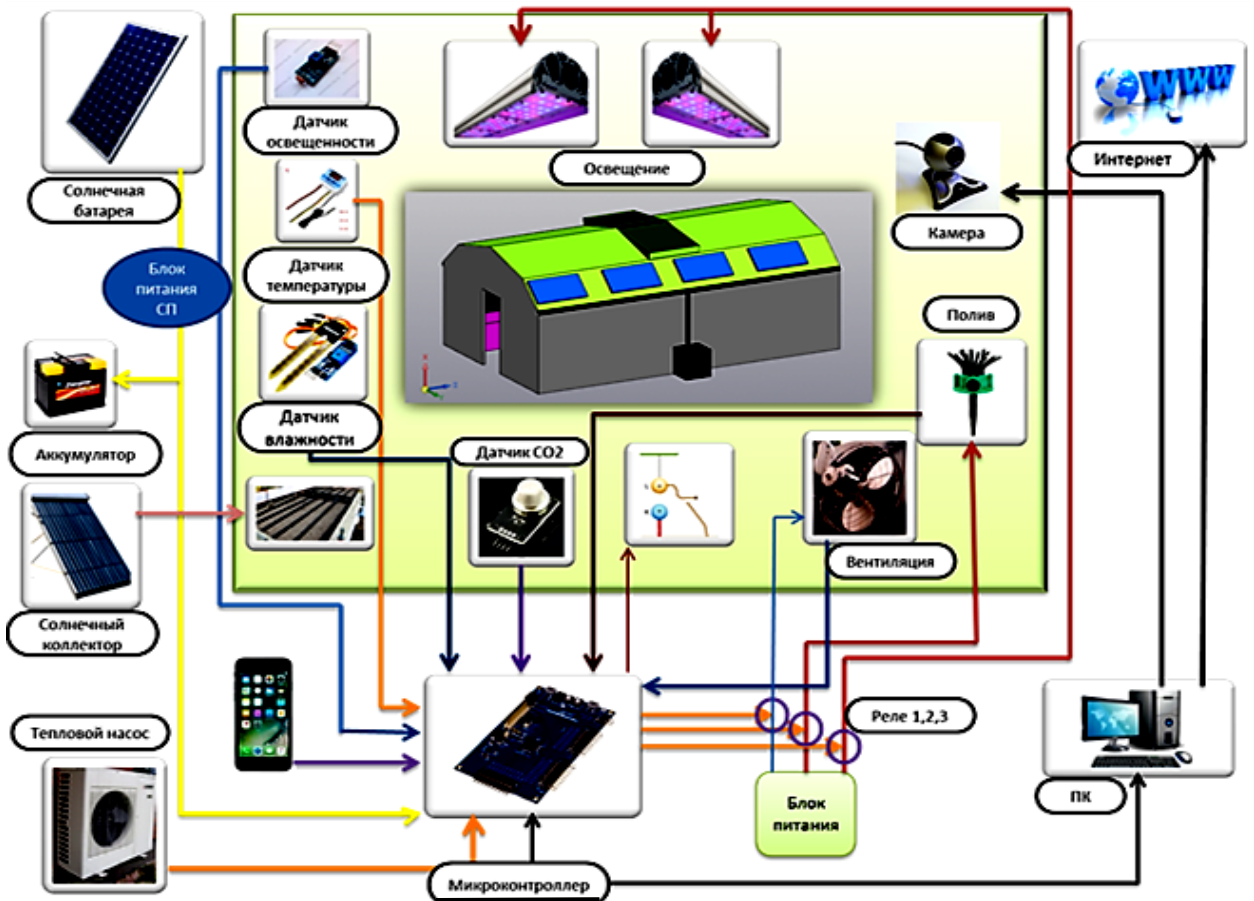 Датчик
освещенности
Освещение
WWW
Интернет
Солнечная
батарея
Камера
Блок
питания
СП
Датчик
температуры
Полив
Датчик
влажности
Датчик СО2
Аккумулятор
Вентиляция
Солнечный
коллектор
Тепловой насос
Реле 1,2,3
Блок
питания
ПК
Микроконтроллер